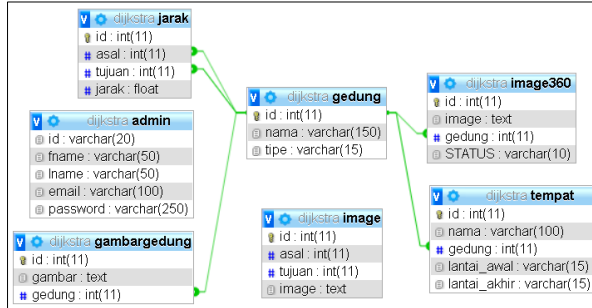 dijkstra jarak
id : int(11)
asal : int(11)
tujuan : int(11)
jarak : float
dijkstra admin
id : varchar(20)
fname : varchar(50)
lname : varchar(50)
email : varchar(100)
password : varchar(250)
dijkstra gambargedung
id : int(11)
gambar : text
gedung : int(11)
dijkstra gedung
id : int(11)
nama : varchar(150)
tipe : varchar(15)
dijkstra image
id : int(11)
asal : int(11)
tujuan : int(11)
image : text
dijkstra image360
id : int(11)
image : text
gedung : int(11)
STATUS : varchar(10)
dijkstra tempat
id : int(11)
nama : varchar(100)
gedung : int(11)
lantai_awal : varchar(15)
lantai_akhir : varchar(15)